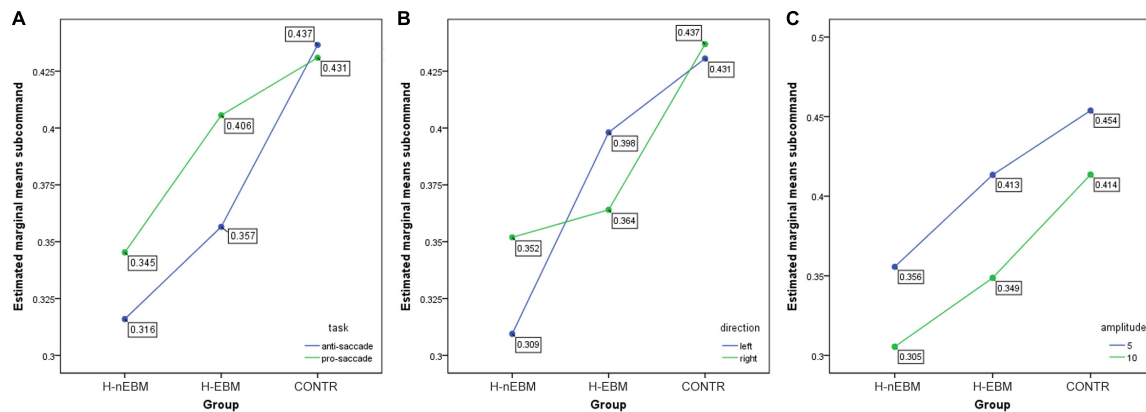 A
Estimated marginal means subcommand
0.425
0.4
0.375
0.35
0.325
0.3
0.437
0.431
0.406
0.357
0.345
0.316
task
anti-saccade
pro-saccade
H-nEBM H-EBM CONTR
Group
B
Estimated marginal means subcommand
0.425
0.4
0.375
0.35
0.325
0.3
0.437
0.431
0.398
0.364
0.352
0.309
direction
left
right
H-nEBM H-EBM CONTR
Group
C
Estimated marginal means subcommand
0.5
0.45
0.4
0.35
0.3
0.454
0.414
0.413
0.356
0.349
0.305
amplitude
5
10
H-nEBM H-EBM CONTR
Group